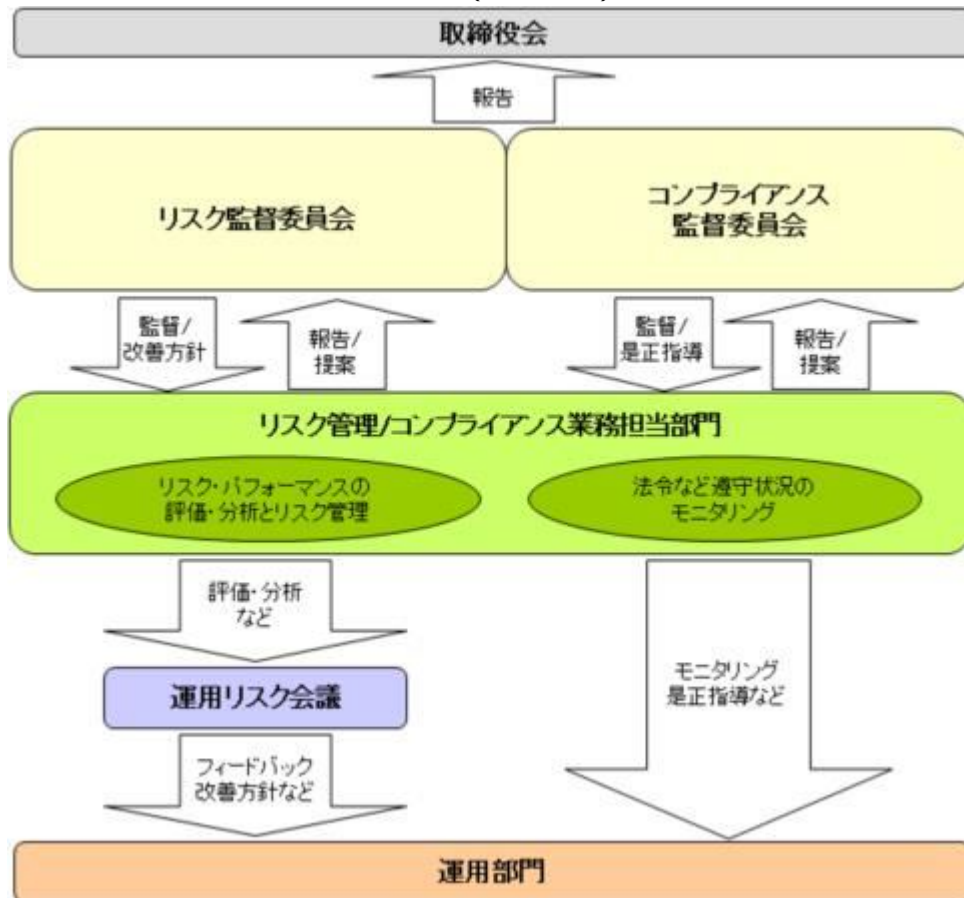 取締役会
報告
リスク監督委員会
コンプライアンス
監督委員会
監督/
改善方針
報告/
提案
監督/
是正指導
報告/
提案
リスク管理/コンプライアンス業務担当部門
リスク・パフォーマンスの
評価・分析とリスク管理
法令など遵守状況の
モニタリング
評価・分析
など
運用リスク会議
モニタリング
是正指導など
フィードバック
改善方針など
運用部門